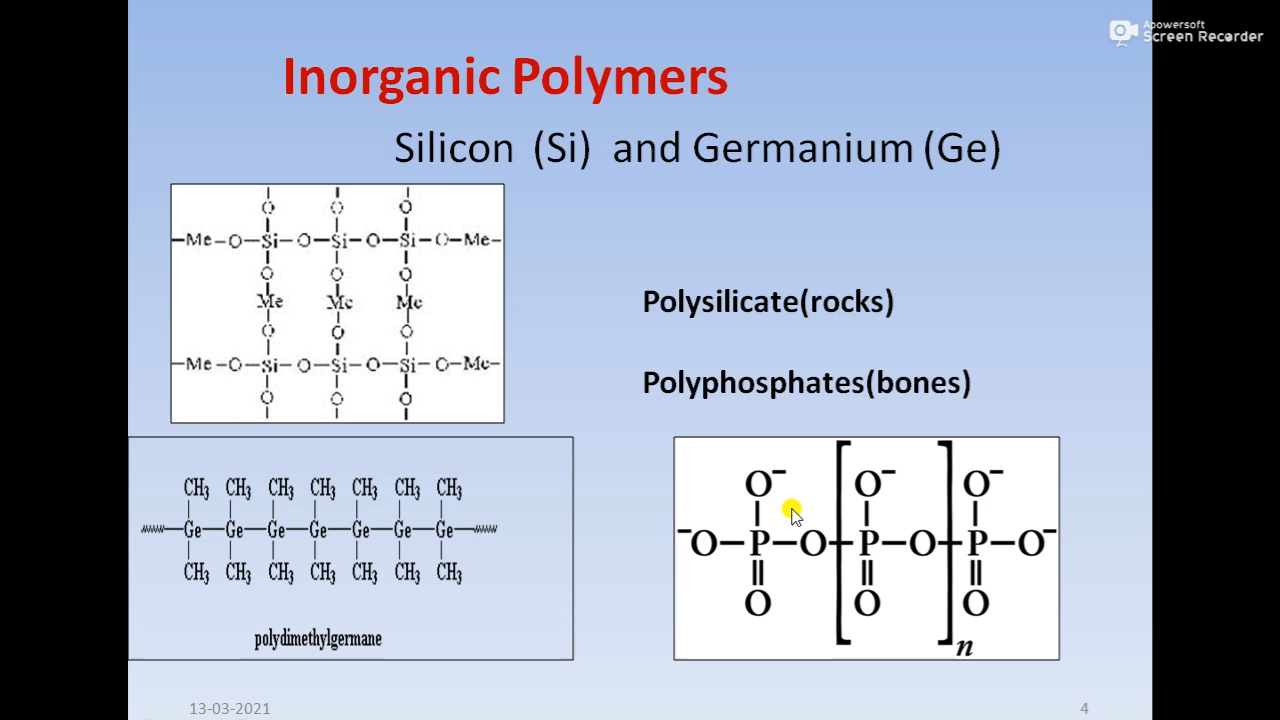 Apowersoft
Screen Recorder
Inorganic Polymers
Silicon (Si) and Germanium (Ge)
O O O
Me O Si O Si O Si O Me
O O O
Me Me Me
O O O
Me O Si O Si O Si O Me
O O O
Polysilicate(rocks)
Polyphosphates(bones)
CH3 CH3 CH3 CH3 CH3 CH3 CH3
Ge Ge Ge Ge Ge Ge Ge
CH3 CH3 CH3 CH3 CH3 CH3 CH3
polydimethylgermane
O− O− O−
−O P O P O P O−
O O O
n
13-03-2021
4